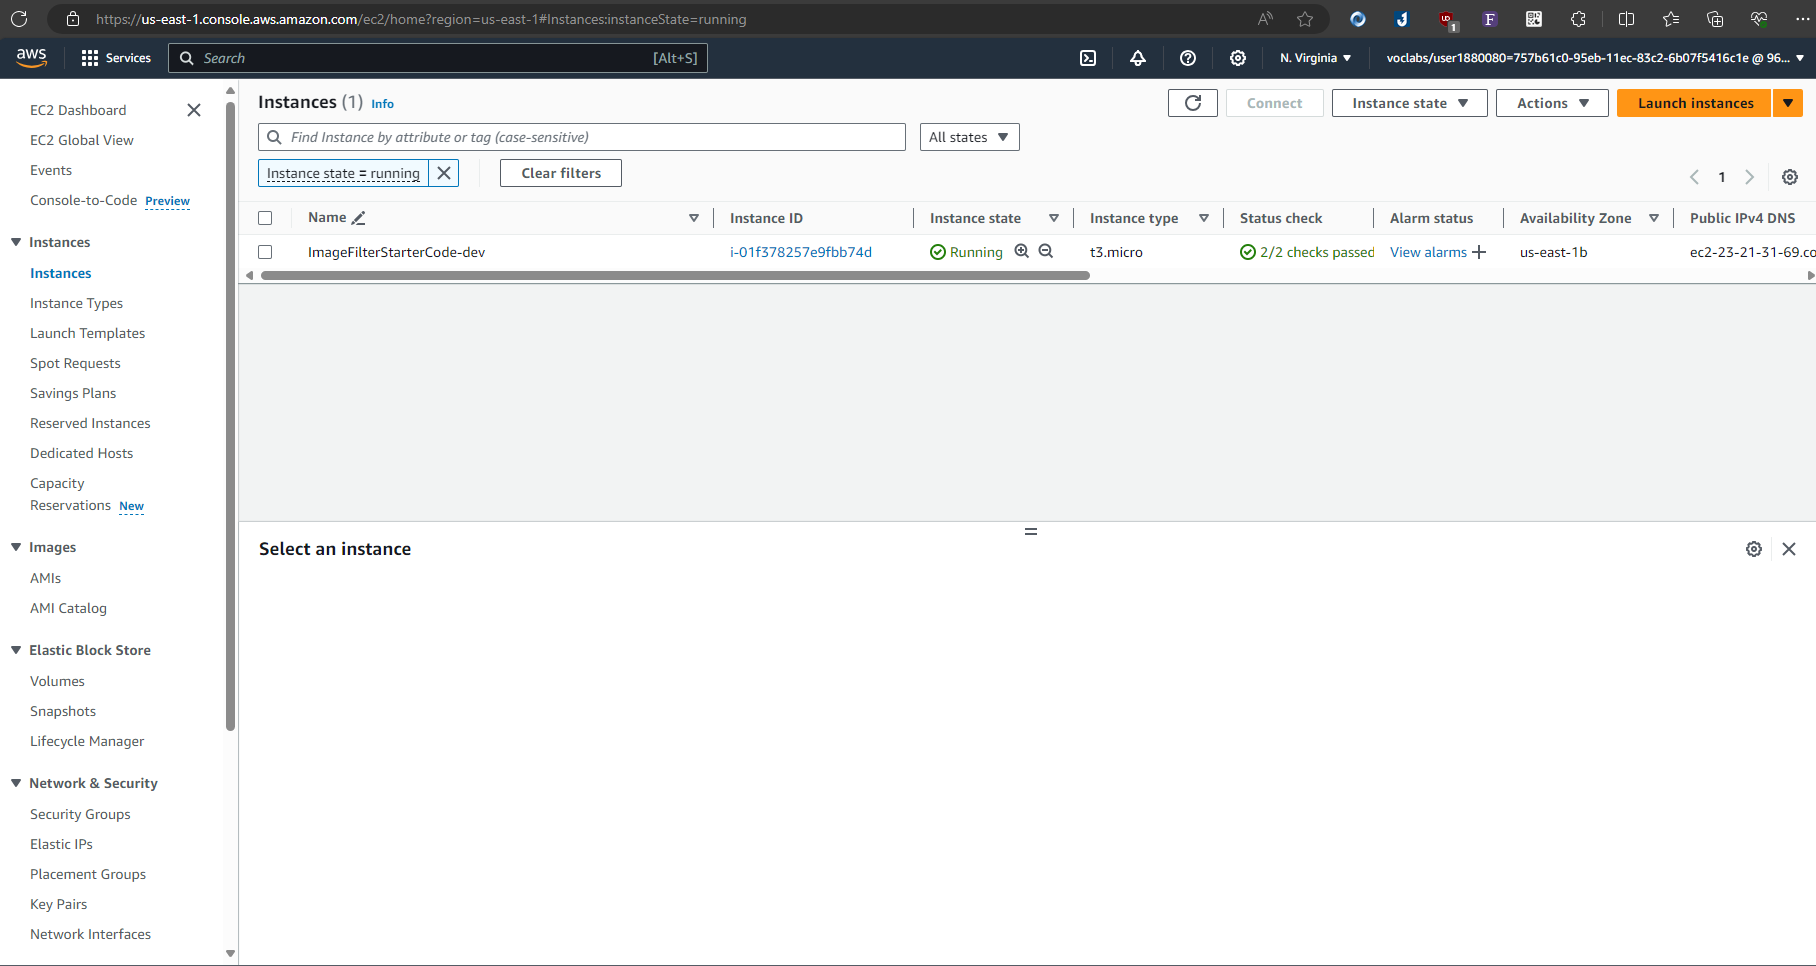 https://us-east-1.console.aws.amazon.com/ec2/home?region=us-east-1#Instances:instanceState=running
1
aws Services Search [Alt+S] N. Virginia voclabs/user1880080=757b61c0-95eb-11ec-83c2-6b07f5416c1e @ 96...
EC2 Dashboard
EC2 Global View
Events
Console-to-Code Preview
Instances
Instances
Instance Types
Launch Templates
Spot Requests
Savings Plans
Reserved Instances
Dedicated Hosts
Capacity
Reservations New
Images
AMIs
AMI Catalog
Elastic Block Store
Volumes
Snapshots
Lifecycle Manager
Network & Security
Security Groups
Elastic IPs
Placement Groups
Key Pairs
Network Interfaces
Instances (1) Info
Connect Instance state Actions Launch instances
Find Instance by attribute or tag (case-sensitive) All states
Instance state = running Clear filters
1
Name Instance ID Instance state Instance type Status check Alarm status Availability Zone Public IPv4 DNS
ImageFilterStarterCode-dev i-01f378257e9fbb74d Running t3.micro 2/2 checks passed View alarms us-east-1b ec2-23-21-31-69.co
Select an instance